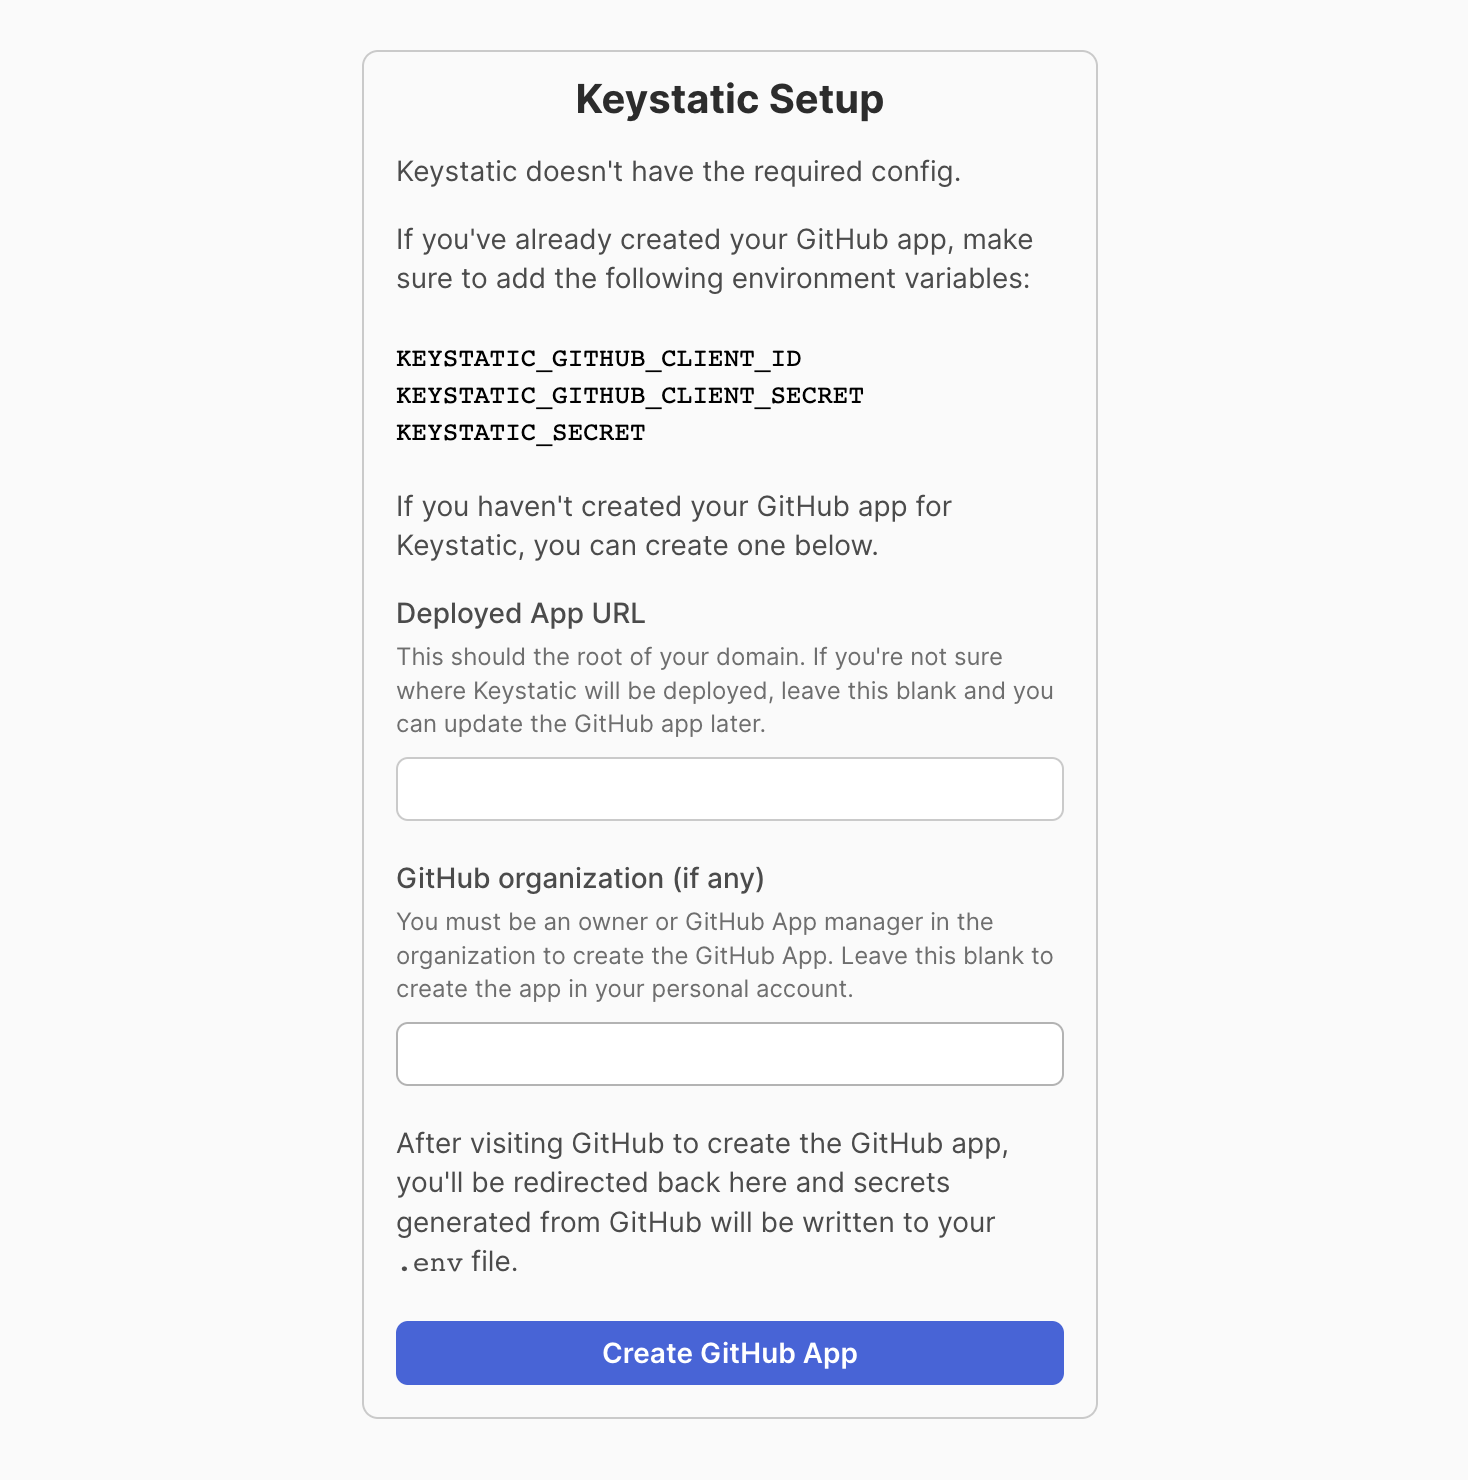 Keystatic Setup
Keystatic doesn't have the required config.
If you've already created your GitHub app, make
sure to add the following environment variables:
KEYSTATIC_GITHUB_CLIENT_ID
KEYSTATIC_GITHUB_CLIENT_SECRET
KEYSTATIC_SECRET
If you haven't created your GitHub app for
Keystatic, you can create one below.
Deployed App URL
This should the root of your domain. If you're not sure
where Keystatic will be deployed, leave this blank and you
can update the GitHub app later.
GitHub organization (if any)
You must be an owner or GitHub App manager in the
organization to create the GitHub App. Leave this blank to
create the app in your personal account.
After visiting GitHub to create the GitHub app,
you'll be redirected back here and secrets
generated from GitHub will be written to your
.env file.
Create GitHub App